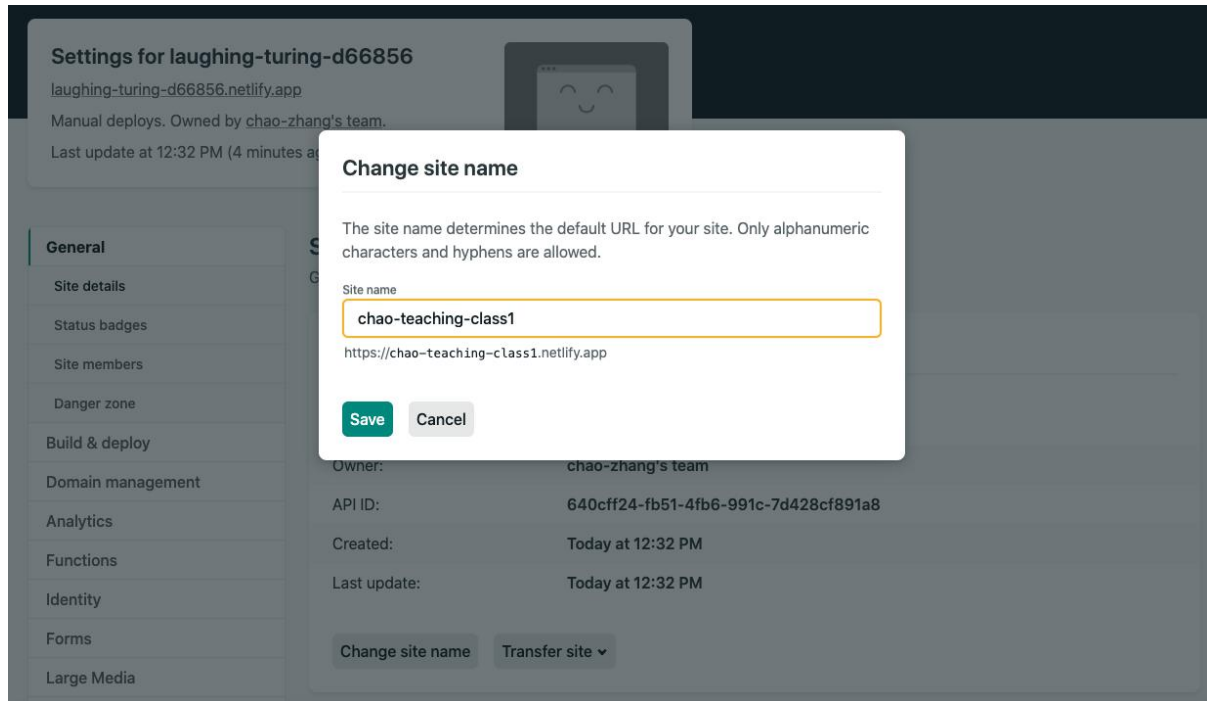 Settings for laughing-turing-d66856
laughing-turing-d66856.netlify.app
Manual deploys. Owned by chao-zhang's team.
Last update at 12:32 PM (4 minutes ag
Change site name
The site name determines the default URL for your site. Only alphanumeric
characters and hyphens are allowed.
Site name
chao-teaching-class1
https://chao-teaching-class1.netlify.app
Save Cancel
General
Site details
Status badges
Site members
Danger zone
Build & deploy
Domain management
Analytics
Functions
Identity
Forms
Large Media
S
G
Owner: chao-zhang's team
API ID: 640cff24-fb51-4fb6-991c-7d428cf891a8
Created: Today at 12:32 PM
Last update: Today at 12:32 PM
Change site name Transfer site